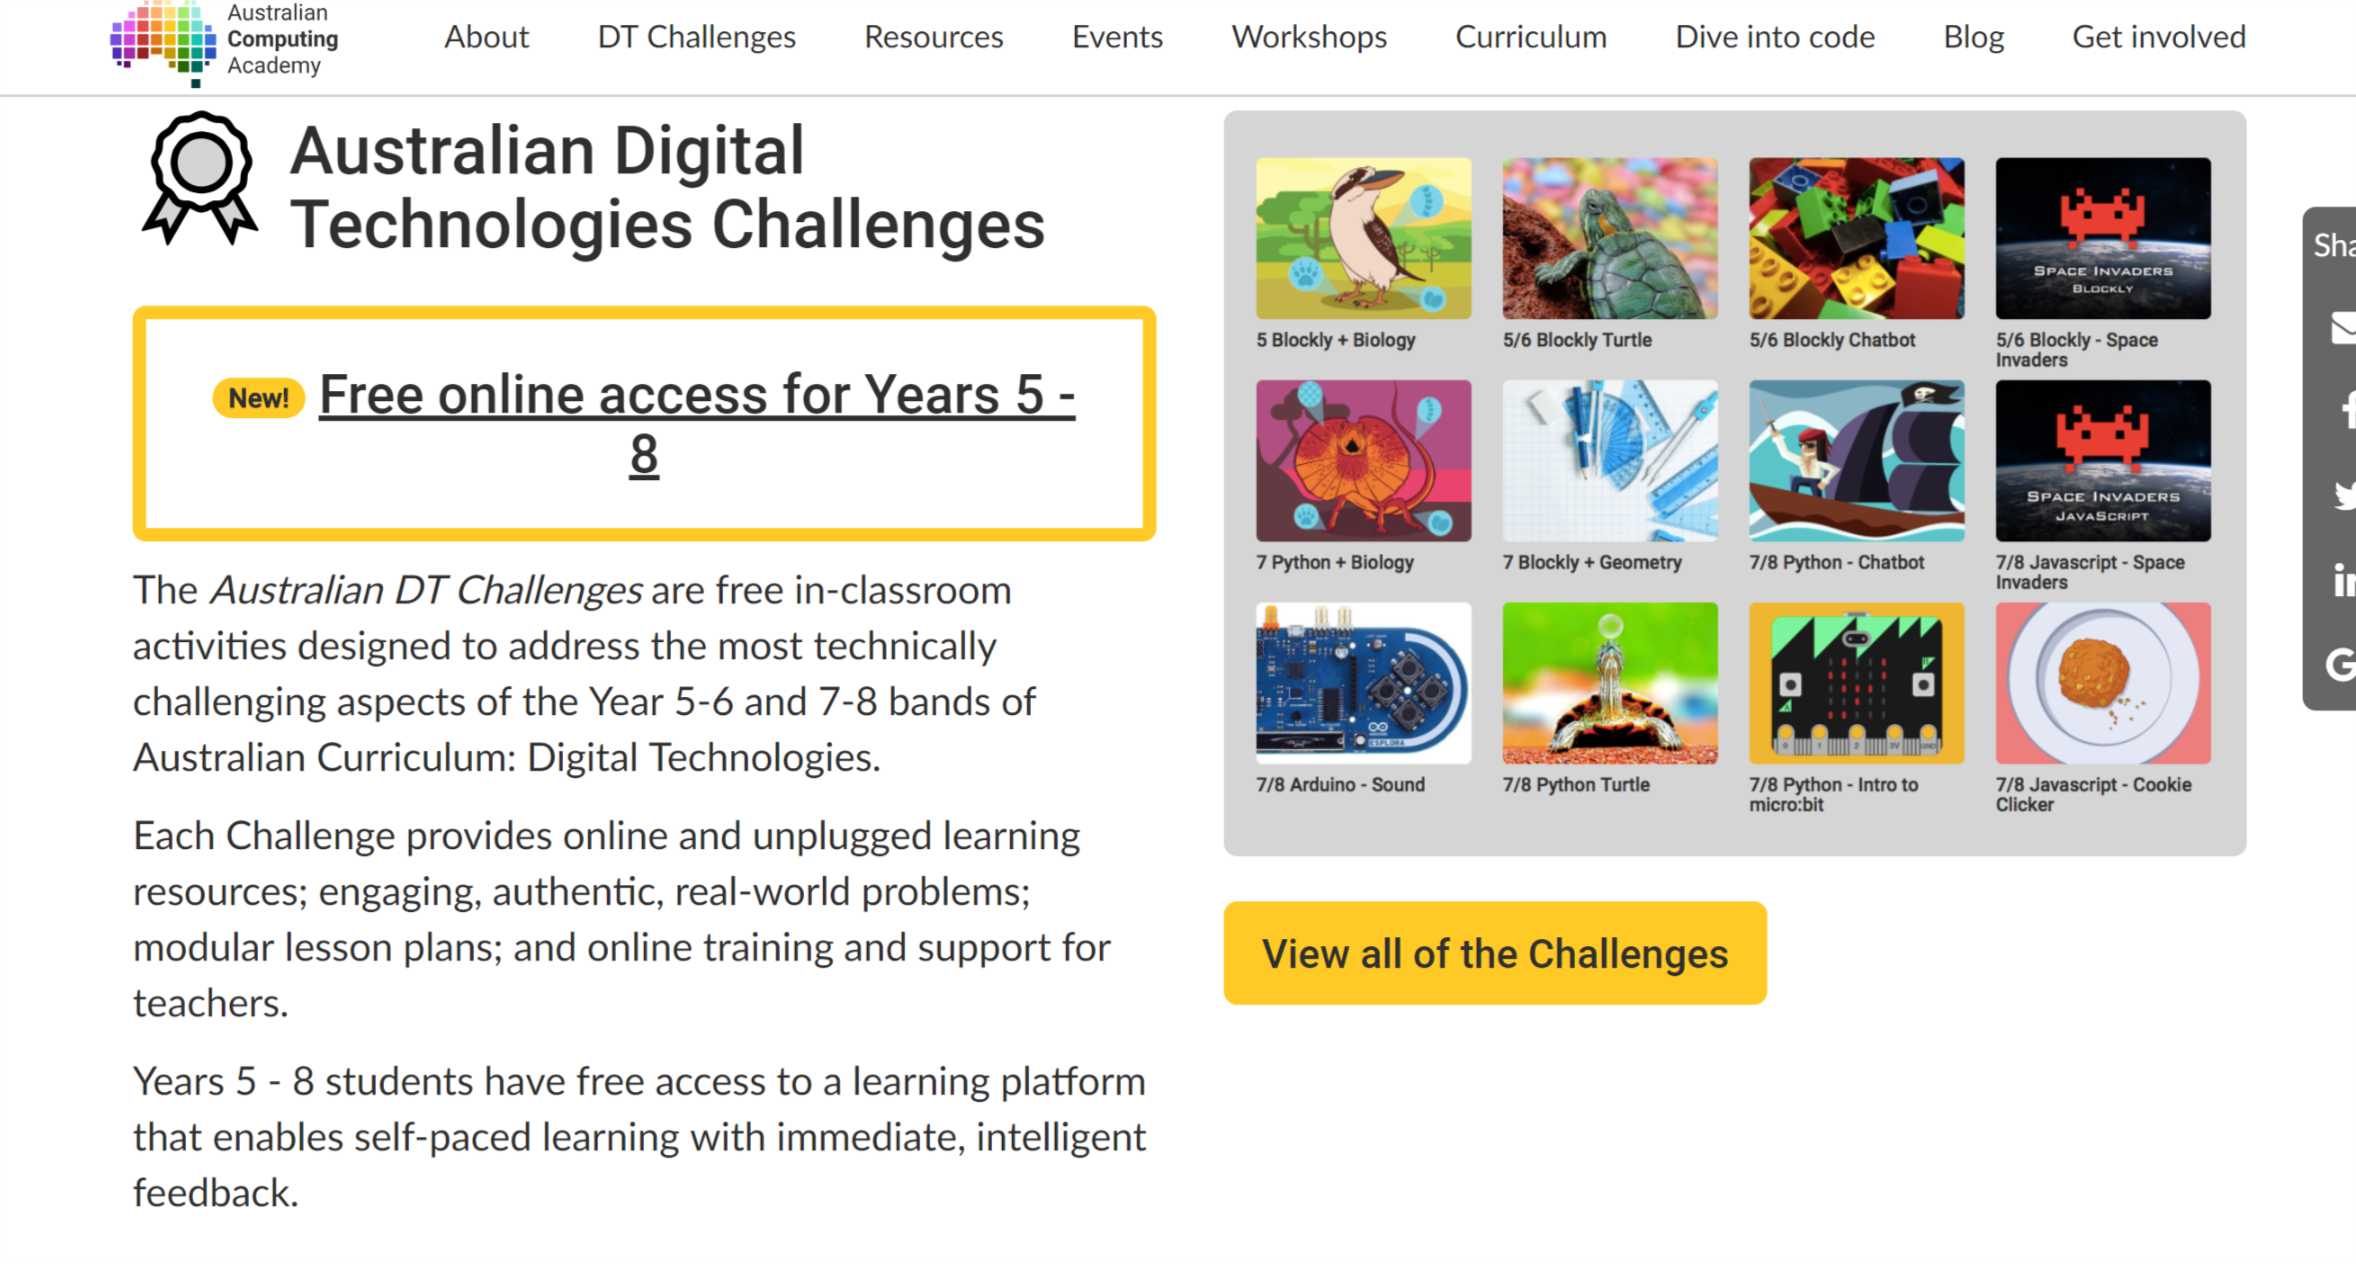 Australian
Computing
Academy
About
DT Challenges
Resources
Events
Workshops
Curriculum
Dive into code
Blog
Get involved
Australian Digital
Technologies Challenges
New! Free online access for Years 5 -
8
The Australian DT Challenges are free in-classroom
activities designed to address the most technically
challenging aspects of the Year 5-6 and 7-8 bands of
Australian Curriculum: Digital Technologies.
Each Challenge provides online and unplugged learning
resources; engaging, authentic, real-world problems;
modular lesson plans; and online training and support for
teachers.
Years 5 - 8 students have free access to a learning platform
that enables self-paced learning with immediate, intelligent
feedback.
SPACE INVADERS
BLOCKLY
5 Blockly + Biology
5/6 Blockly Turtle
5/6 Blockly Chatbot
5/6 Blockly - Space
Invaders
SPACE INVADERS
JAVASCRIPT
7 Python + Biology
7 Blockly + Geometry
7/8 Python - Chatbot
7/8 Javascript - Space
Invaders
ESPLORA
0 1 2 3V GND
7/8 Arduino - Sound
7/8 Python Turtle
7/8 Python - Intro to
micro:bit
7/8 Javascript - Cookie
Clicker
View all of the Challenges
Sha